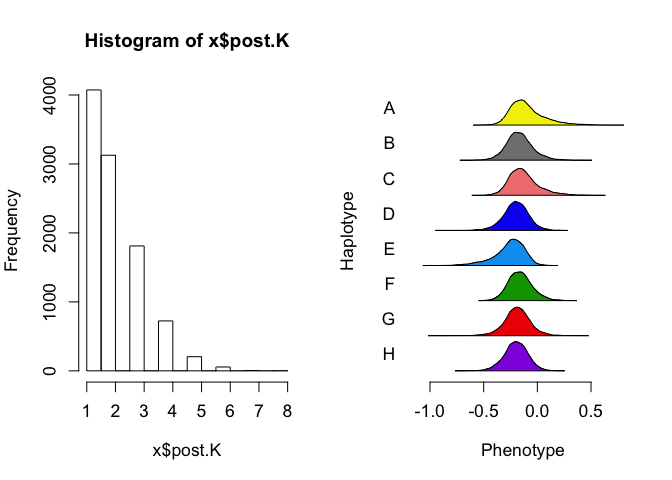 Histogram of x$post.K
Frequency
4000
3000
2000
1000
0
1 2 3 4 5 6 7 8
x$post.K
Haplotype
A
B
C
D
E
F
G
H
-1.0 -0.5 0.0 0.5
Phenotype